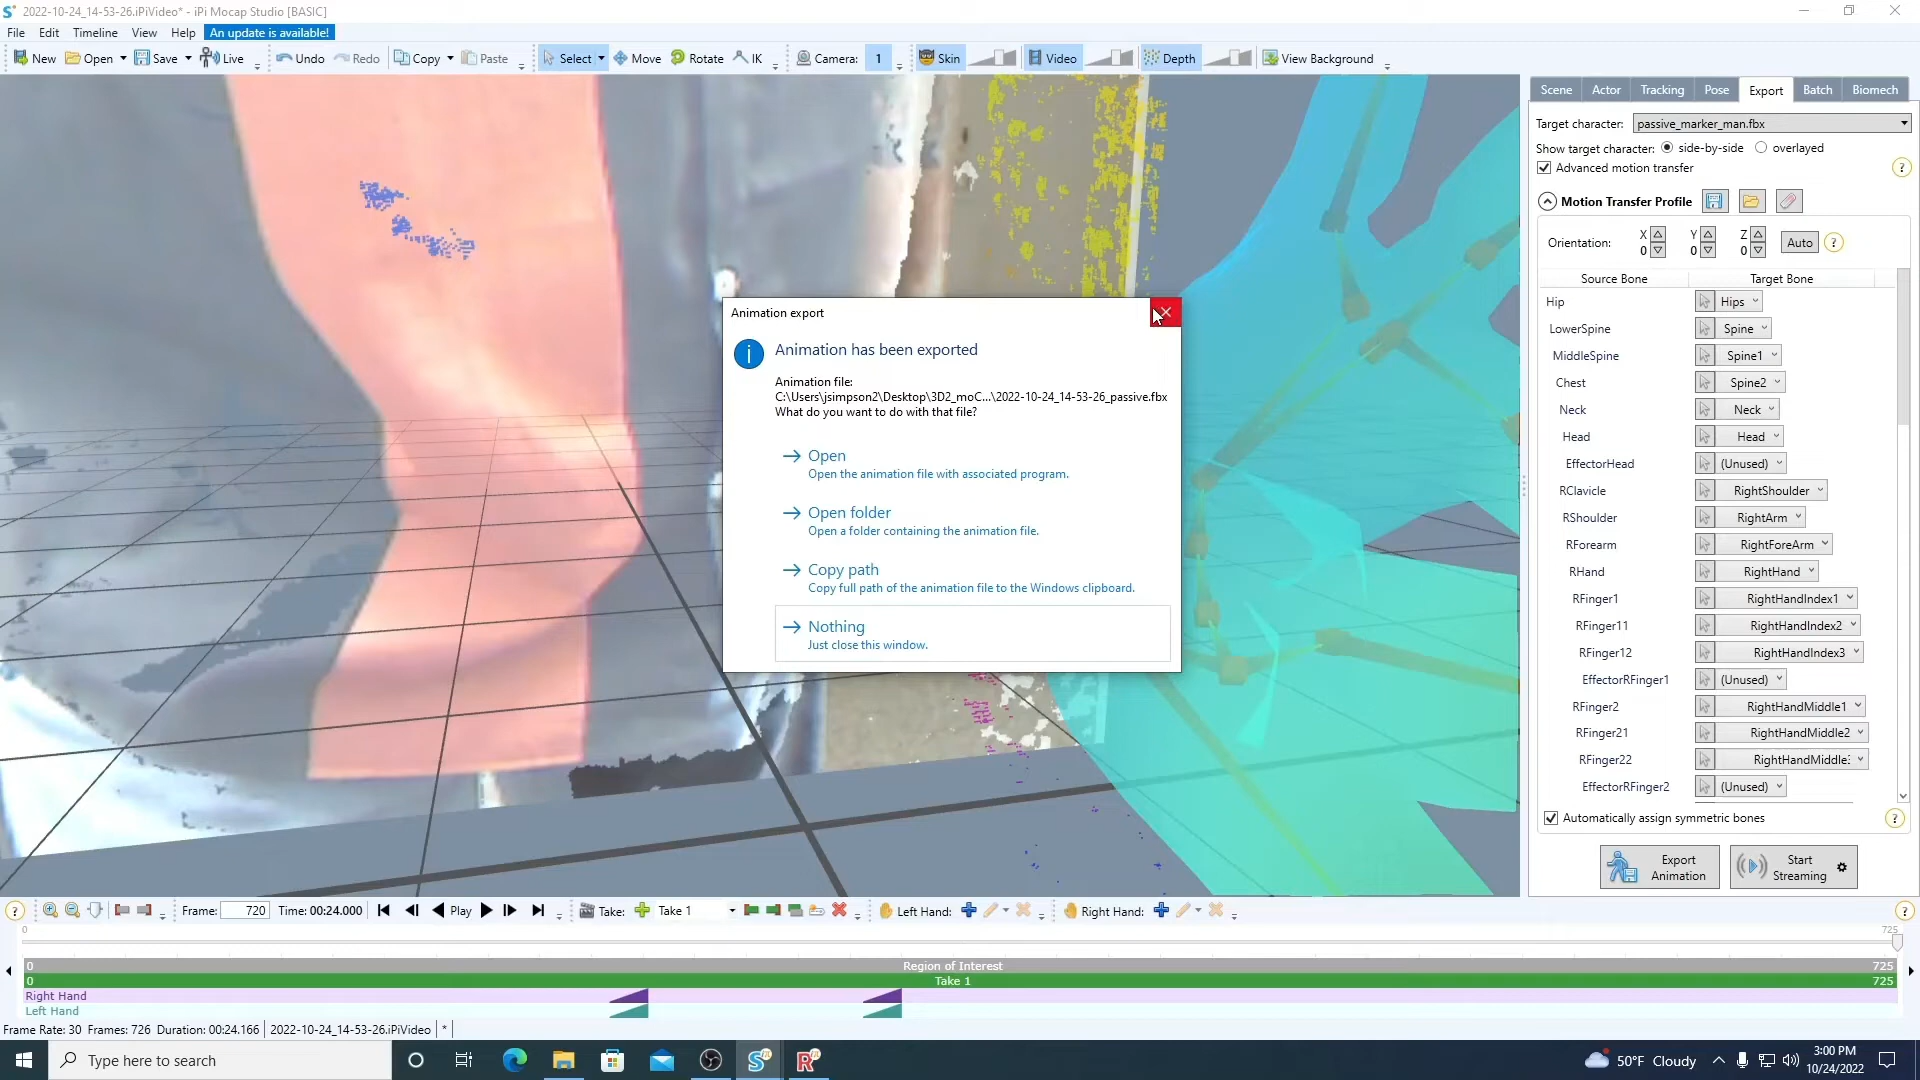 2022-10-24_14-53-26.iPiVideo* - iPi Mocap Studio [BASIC]
File Edit Timeline View Help An update is available!
New Open Save Live Undo Redo Copy Paste Select Move Rotate IK Camera: 1 Skin Video Depth View Background
Scene Actor Tracking Pose Export Batch Biomech
Target character: passive_marker_man.fbx
Show target character: side-by-side overlayed
Advanced motion transfer ?
Motion Transfer Profile
Orientation: X 0 Y 0 Z 0 Auto ?
Source Bone Target Bone
Hip Hips
LowerSpine Spine
MiddleSpine Spine1
Chest Spine2
Neck Neck
Head Head
EffectorHead (Unused)
RClavicle RightShoulder
RShoulder RightArm
RForearm RightForeArm
RHand RightHand
RFinger1 RightHandIndex1
RFinger11 RightHandIndex2
RFinger12 RightHandIndex3
EffectorRFinger1 (Unused)
RFinger2 RightHandMiddle1
RFinger21 RightHandMiddle2
RFinger22 RightHandMiddle
EffectorRFinger2 (Unused)
Automatically assign symmetric bones ?
Export Animation
Start Streaming
Animation export
Animation has been exported
Animation file:
C:\Users\jsimpson2\Desktop\3D2_moC...\2022-10-24_14-53-26_passive.fbx
What do you want to do with that file?
Open
Open the animation file with associated program.
Open folder
Open a folder containing the animation file.
Copy path
Copy full path of the animation file to the Windows clipboard.
Nothing
Just close this window.
? Frame: 720 Time: 00:24.000 Play Take: Take 1 Left Hand: Right Hand: ?
0 725
0 Region of Interest 725
0 Take 1 725
Right Hand
Left Hand
Frame Rate: 30 Frames: 726 Duration: 00:24.166 2022-10-24_14-53-26.iPiVideo *
Type here to search
50°F Cloudy
3:00 PM
10/24/2022